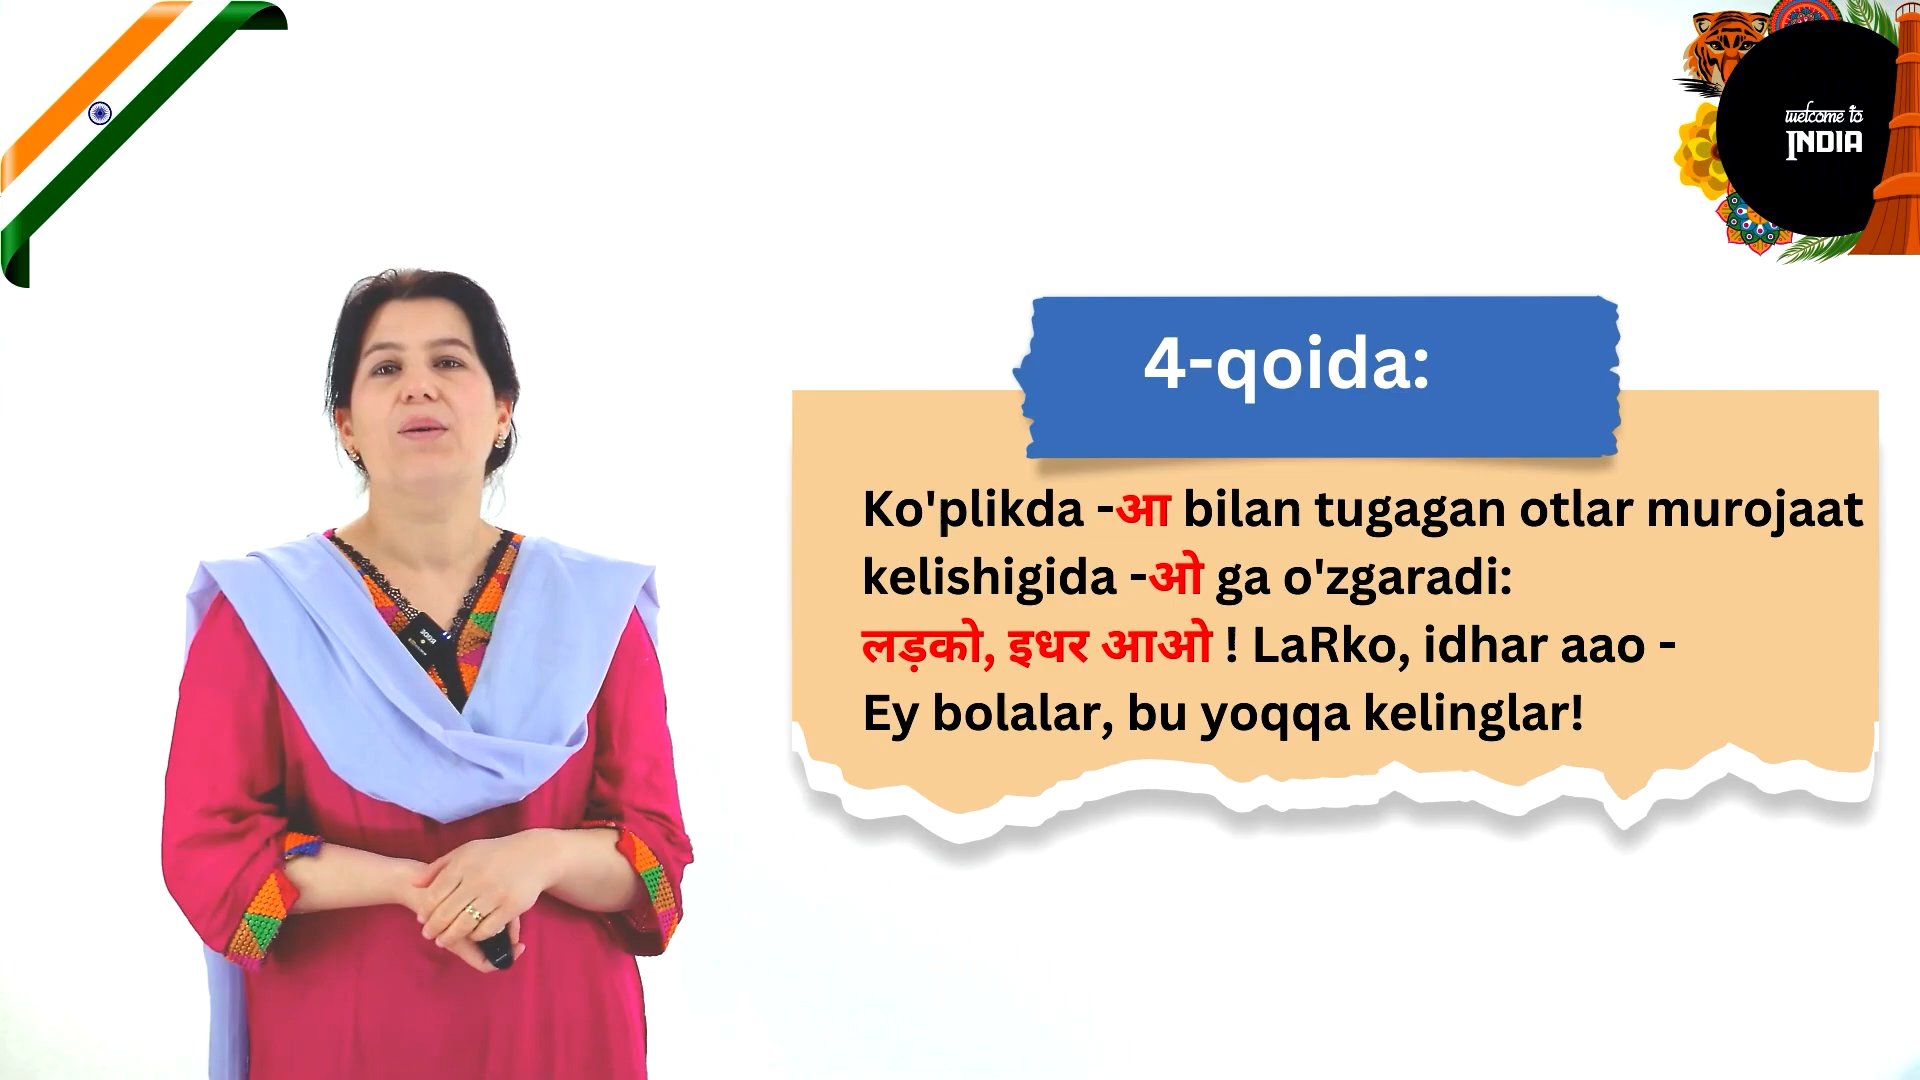 welcome to
INDIA
4-qoida:
Ko'plikda -आ bilan tugagan otlar murojaat
kelishigida -ओ ga o'zgaradi:
लड़को, इधर आओ ! LaRko, idhar aao -
Ey bolalar, bu yoqqa kelinglar!